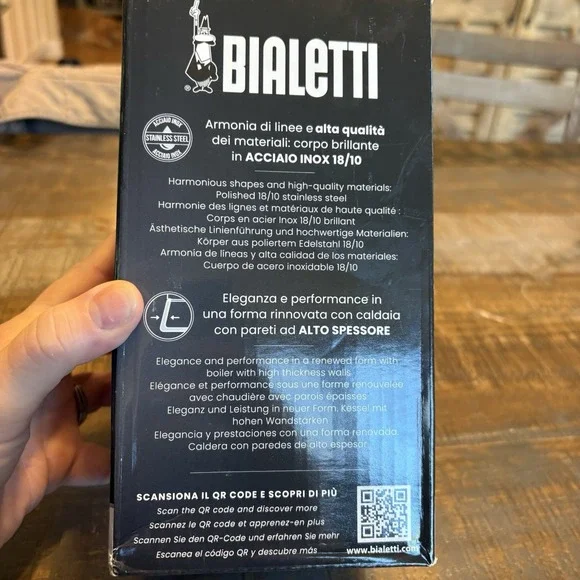 BIALETTI
®
ACCIAIO INOX
STAINLESS STEEL
ACCIAIO INOX
Armonia di linee e alta qualità
dei materiali: corpo brillante
in ACCIAIO INOX 18/10
Harmonious shapes and high-quality materials:
Polished 18/10 stainless steel
Harmonie des lignes et matériaux de haute qualité :
Corps en acier Inox 18/10 brillant
Ästhetische Linienführung und hochwertige Materialien:
Körper aus poliertem Edelstahl 18/10
Armonía de líneas y alta calidad de los materiales:
Cuerpo de acero inoxidable 18/10
Eleganza e performance in
una forma rinnovata con caldaia
con pareti ad ALTO SPESSORE
Elegance and performance in a renewed form with
boiler with high thickness walls
Elégance et performance sous une forme renouvelée
avec chaudière avec parois épaisses
Eleganz und Leistung in neuer Form, Kessel mit
hohen Wandstärken
Elegancia y prestaciones con una forma renovada.
Caldera con paredes de alto espesor
SCANSIONA IL QR CODE E SCOPRI DI PIÙ
Scan the QR code and discover more
Scannez le QR code et apprenez-en plus
Scannen Sie den QR-Code und erfahren Sie mehr
Escanea el código QR y descubre más
www.bialetti.com